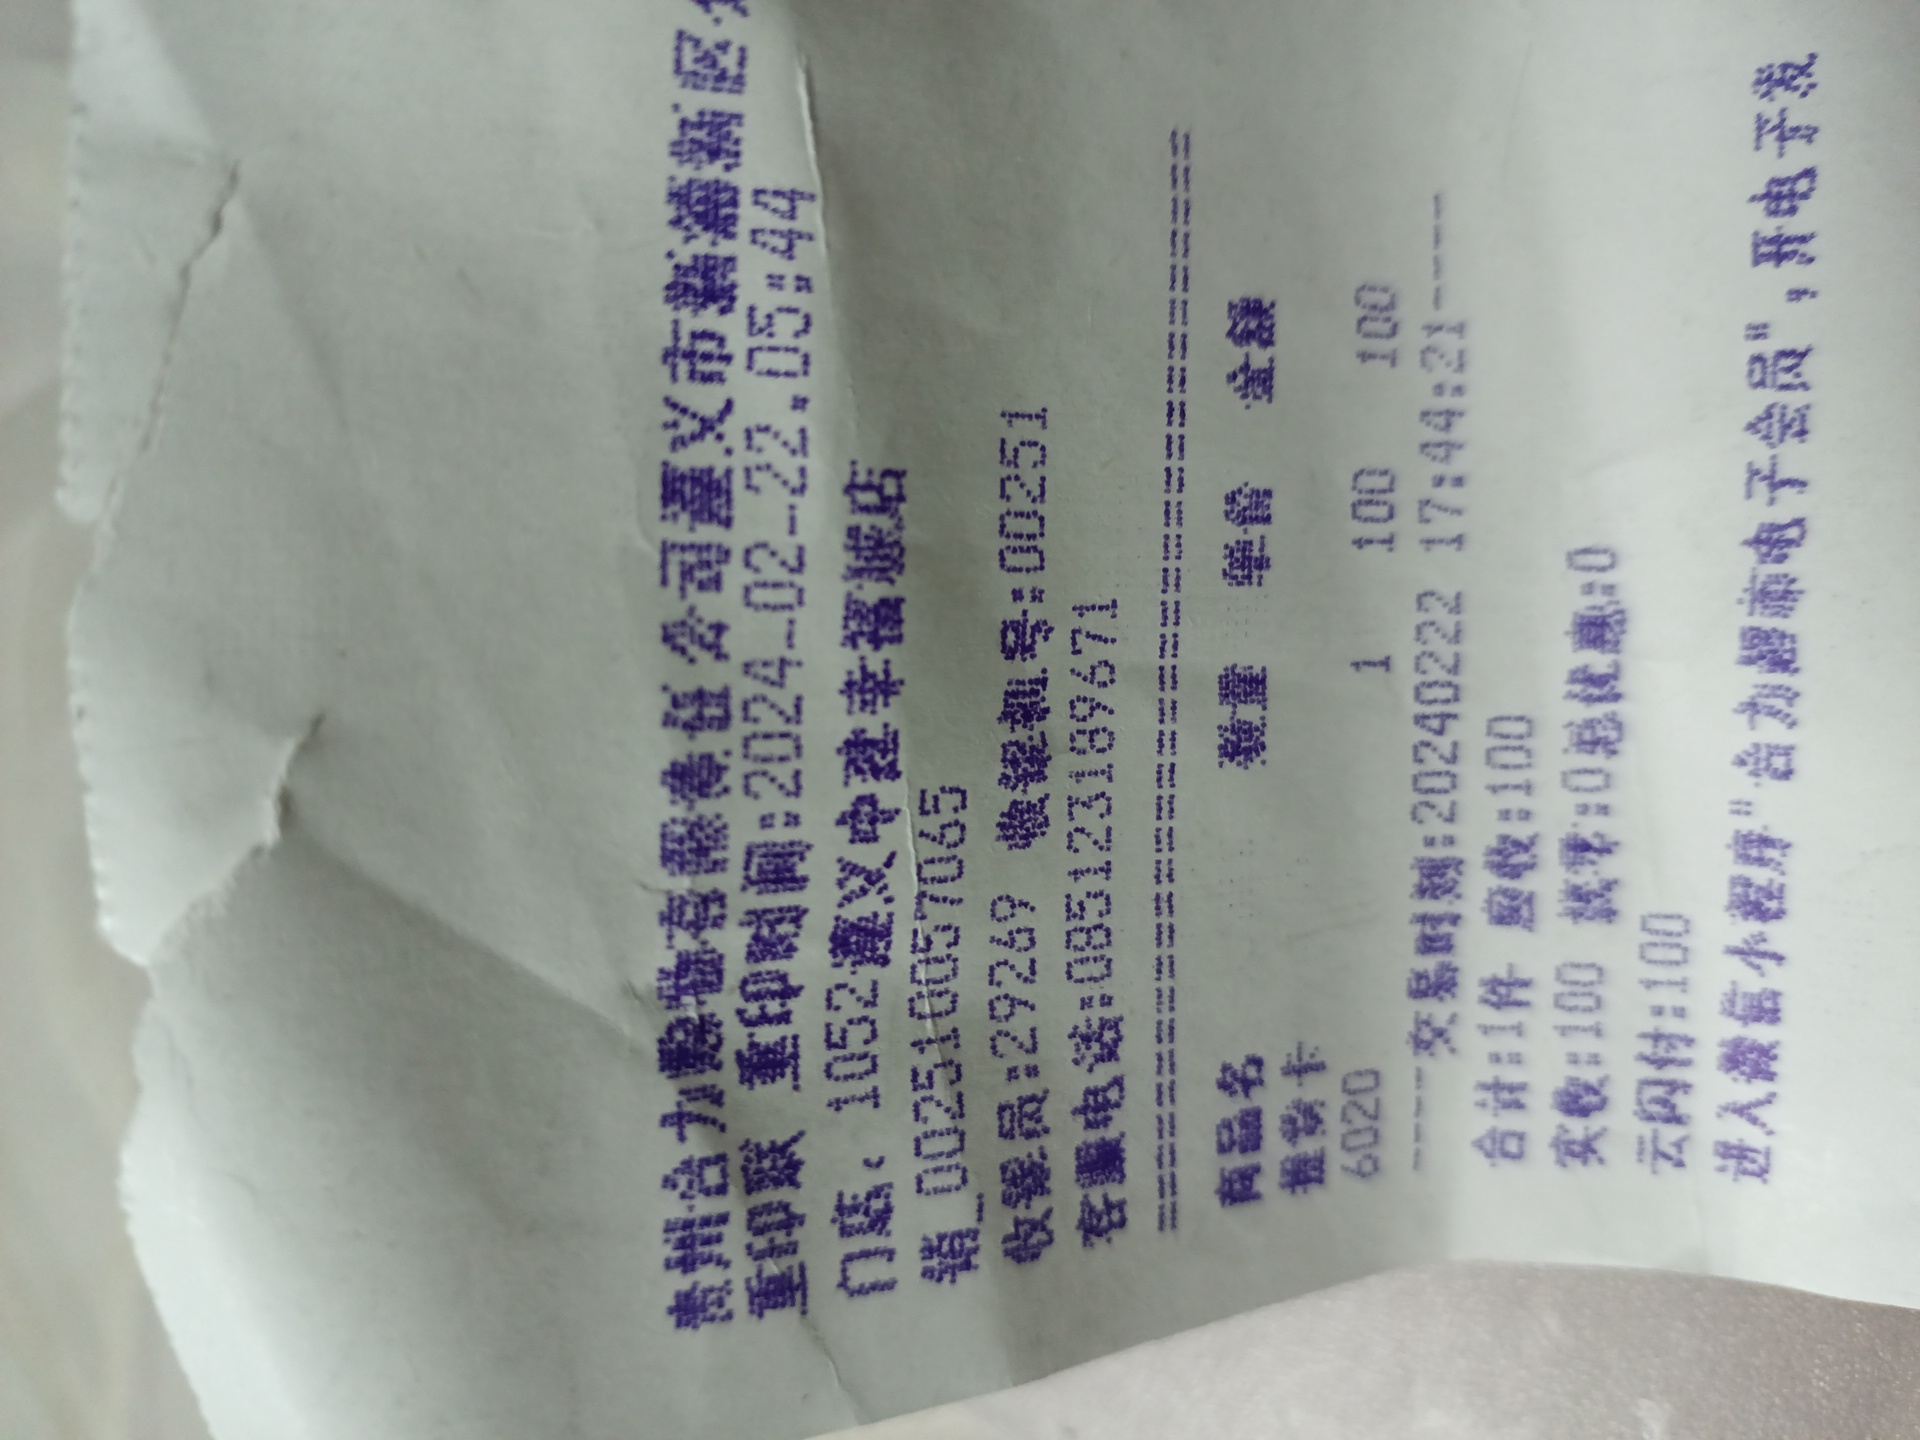 贵州合力购物有限责任公司遵义市播州新区
重印联 重印时间:2024-02-22.05:44
门店. 1052遵义中建幸福城店
销_002510057065
收银员:29269 收银机号:00251
客服电话:085123189671
================================
商品名 数量 单价 金额
提货卡
6020 1 100 100
----交易时刻:20240222 17:44:21----
合计:1件 应收:100
实收:100 找零:0总优惠:0
云闪付:100
进入微信小程序"合力超市电子会员",开电子发